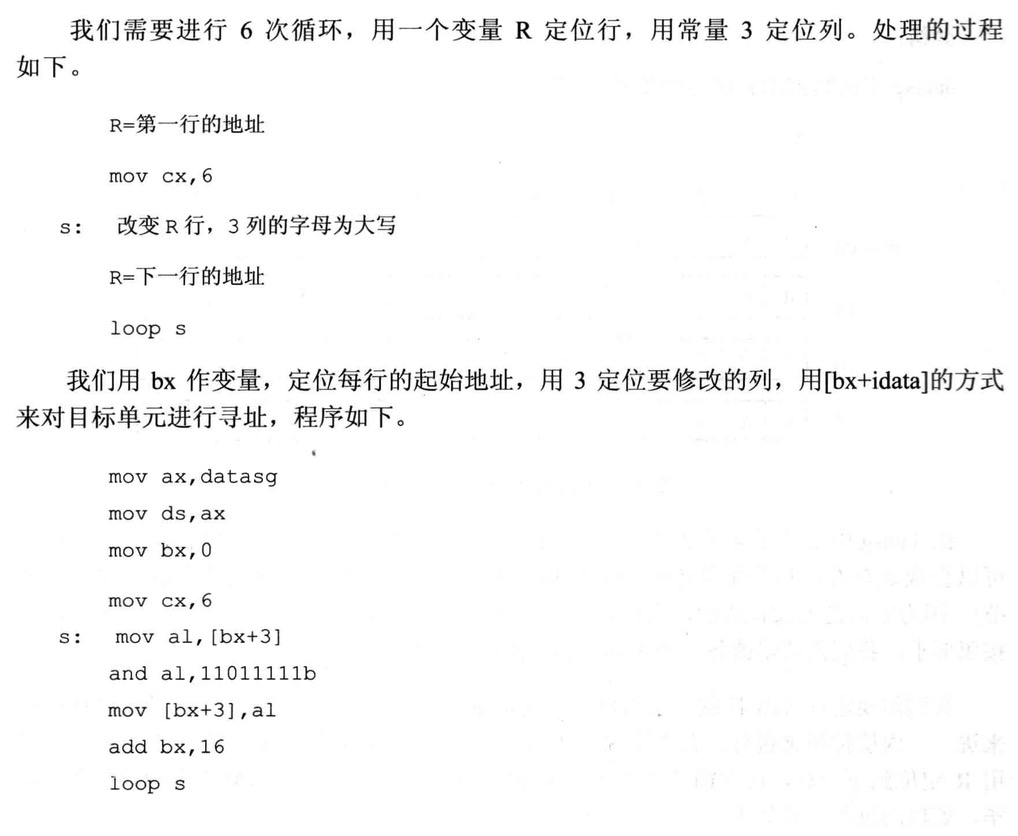 我们需要进行 6 次循环，用一个变量 R 定位行，用常量 3 定位列。处理的过程
如下。
R=第一行的地址
mov cx,6
s: 改变 R 行，3 列的字母为大写
R=下一行的地址
loop s
我们用 bx 作变量，定位每行的起始地址，用 3 定位要修改的列，用[bx+idata]的方式
来对目标单元进行寻址，程序如下。
mov ax,datasg
mov ds,ax
mov bx,0
mov cx,6
s: mov al,[bx+3]
and al,11011111b
mov [bx+3],al
add bx,16
loop s